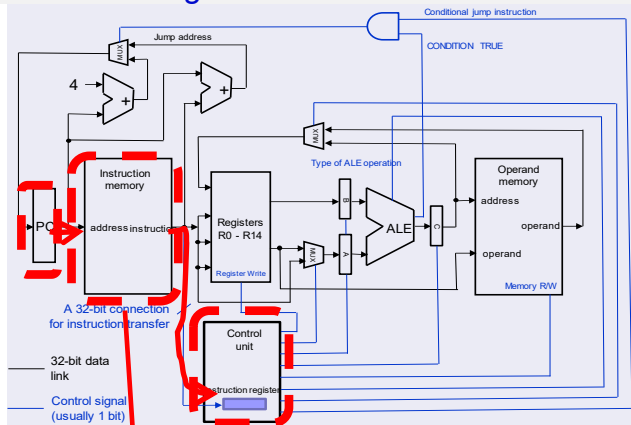 Conditional jump instruction
Jump address
MUX
CONDITION TRUE
4
+
+
MUX
Type of ALE operation
Instruction
memory
Operand
memory
PC
address instruction
Registers
R0 - R14
Register Write
B
A
MUX
ALE
C
address
operand
operand
Memory R/W
A 32-bit connection
for instruction transfer
Control
unit
32-bit data
link
struction register
Control signal
(usually 1 bit)